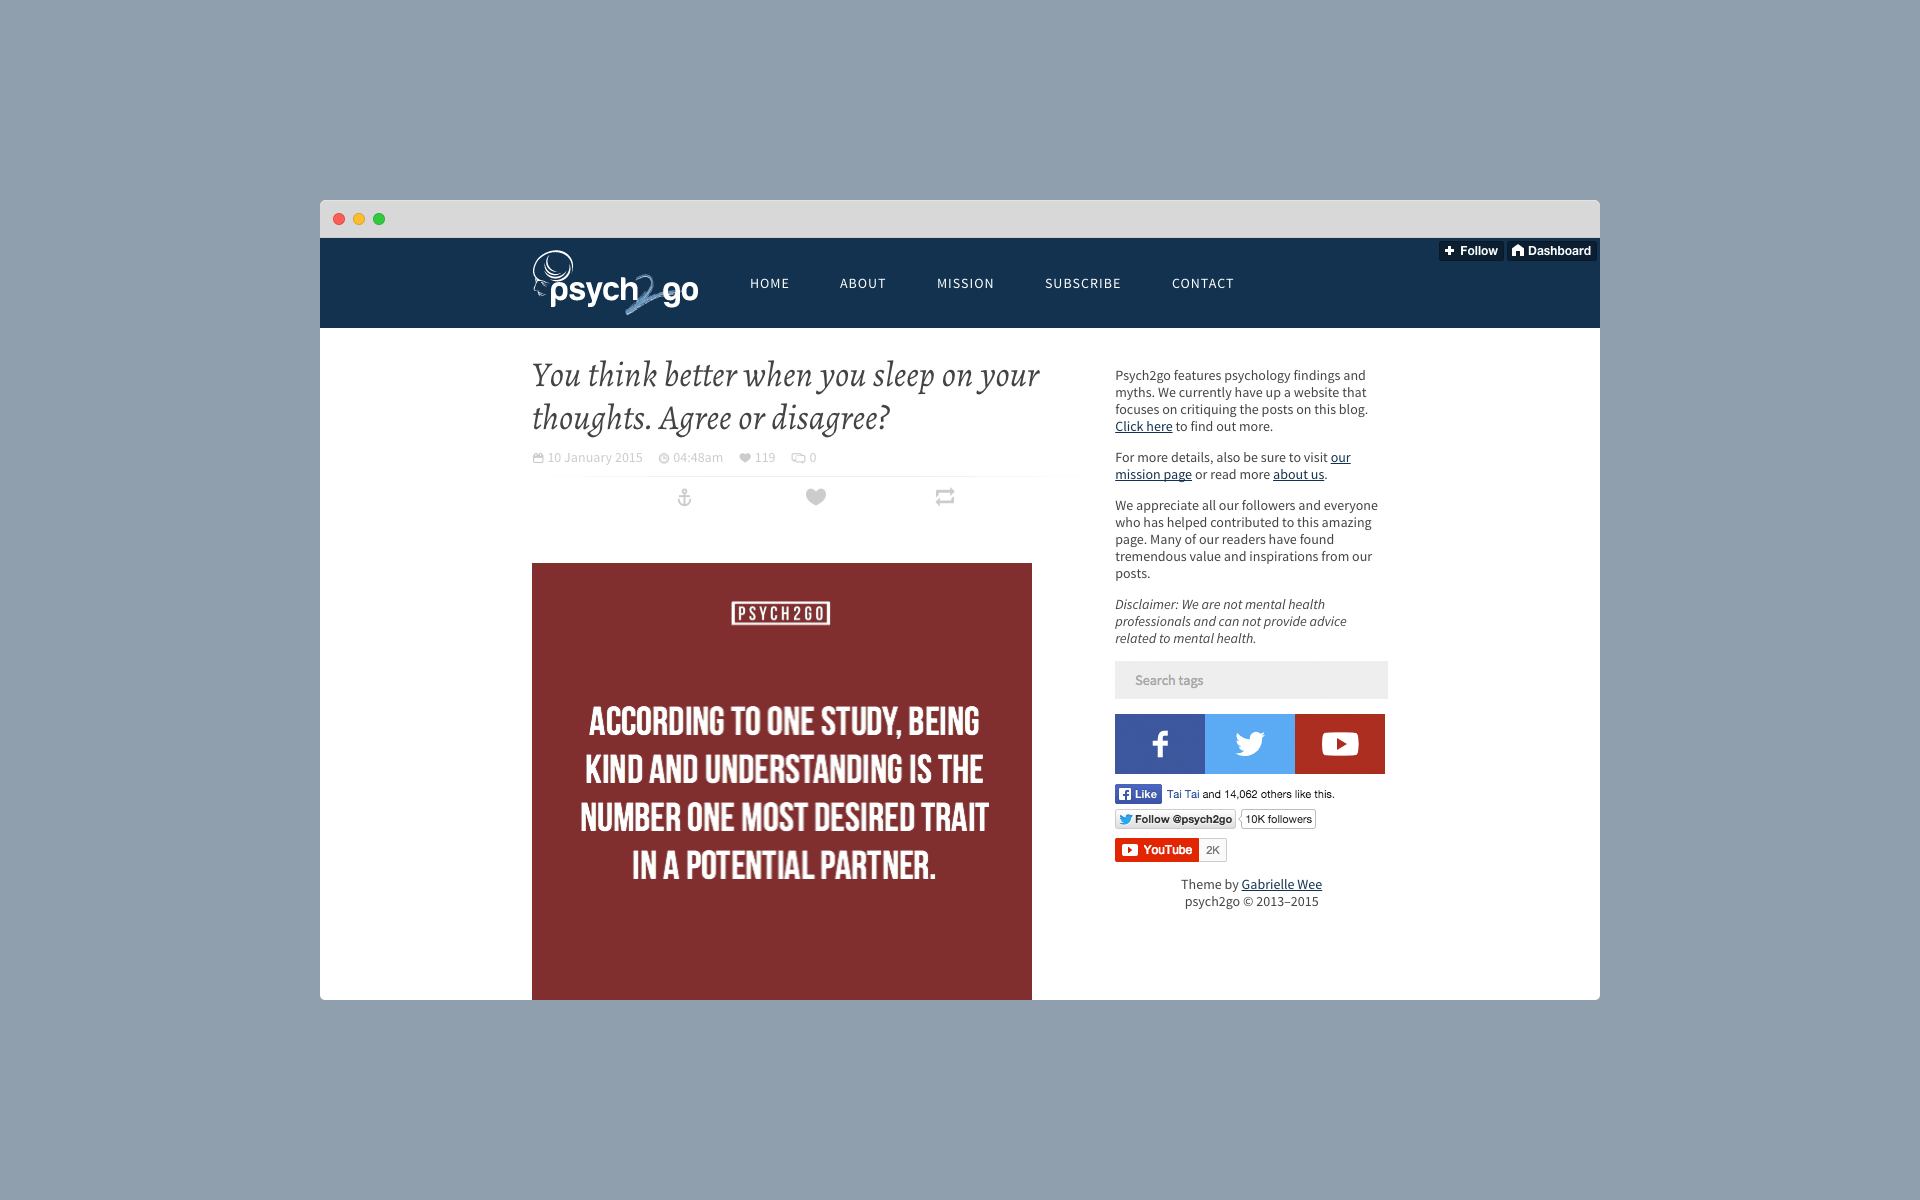 Follow
Dashboard
psych2go
HOME
ABOUT
MISSION
SUBSCRIBE
CONTACT
You think better when you sleep on your
thoughts. Agree or disagree?
10 January 2015
04:48am
119
0
PSYCH2GO
ACCORDING TO ONE STUDY, BEING
KIND AND UNDERSTANDING IS THE
NUMBER ONE MOST DESIRED TRAIT
IN A POTENTIAL PARTNER.
Psych2go features psychology findings and
myths. We currently have up a website that
focuses on critiquing the posts on this blog.
Click here to find out more.
For more details, also be sure to visit our
mission page or read more about us.
We appreciate all our followers and everyone
who has helped contributed to this amazing
page. Many of our readers have found
tremendous value and inspirations from our
posts.
Disclaimer: We are not mental health
professionals and can not provide advice
related to mental health.
Search tags
Like
Tai Tai and 14,062 others like this.
Follow @psych2go
10K followers
YouTube
2K
Theme by Gabrielle Wee
psych2go © 2013–2015